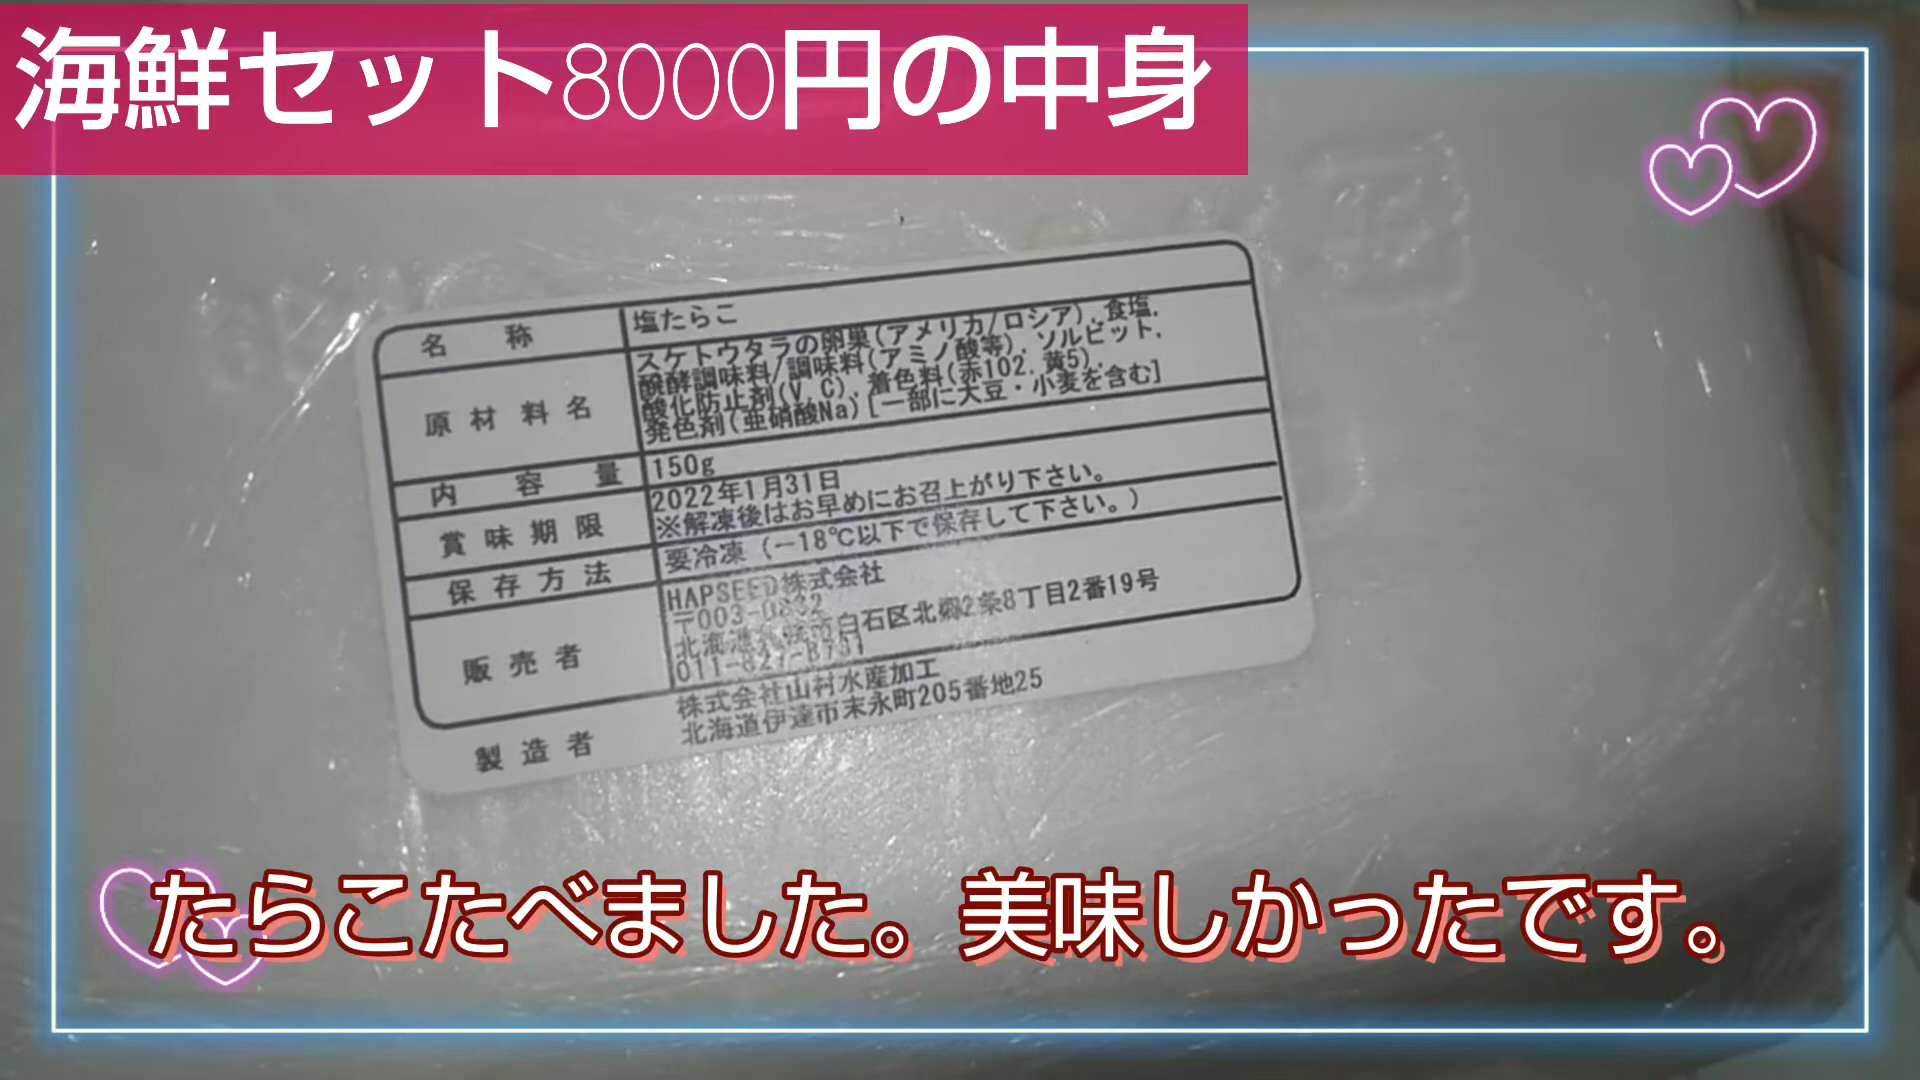 海鮮セット8000円の中身
名称 塩たらこ
原材料名 スケトウタラの卵巣(アメリカ/ロシア)、食塩,
醗酵調味料/調味料(アミノ酸等)、ソルビット,
酸化防止剤(V, C)、着色料(赤102, 黄5)、
発色剤(亜硝酸Na)[一部に大豆・小麦を含む]
内容量 150g
賞味期限 2022年1月31日
※解凍後はお早めにお召上がり下さい。
保存方法 要冷凍(-18℃以下で保存して下さい。)
販売者 HAPSEED株式会社
〒003-0832
北海道札幌市白石区北郷2条8丁目2番19号
製造者 株式会社山村水産加工
北海道伊達市末永町205番地25
たらこたべました。美味しかったです。